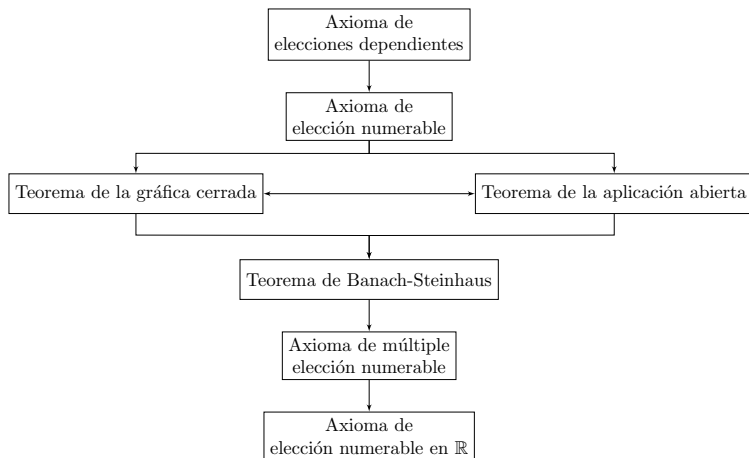 Axioma de
elecciones dependientes
Axioma de
elección numerable
Teorema de la gráfica cerrada
Teorema de la aplicación abierta
Teorema de Banach-Steinhaus
Axioma de múltiple
elección numerable
Axioma de
elección numerable en ℝ